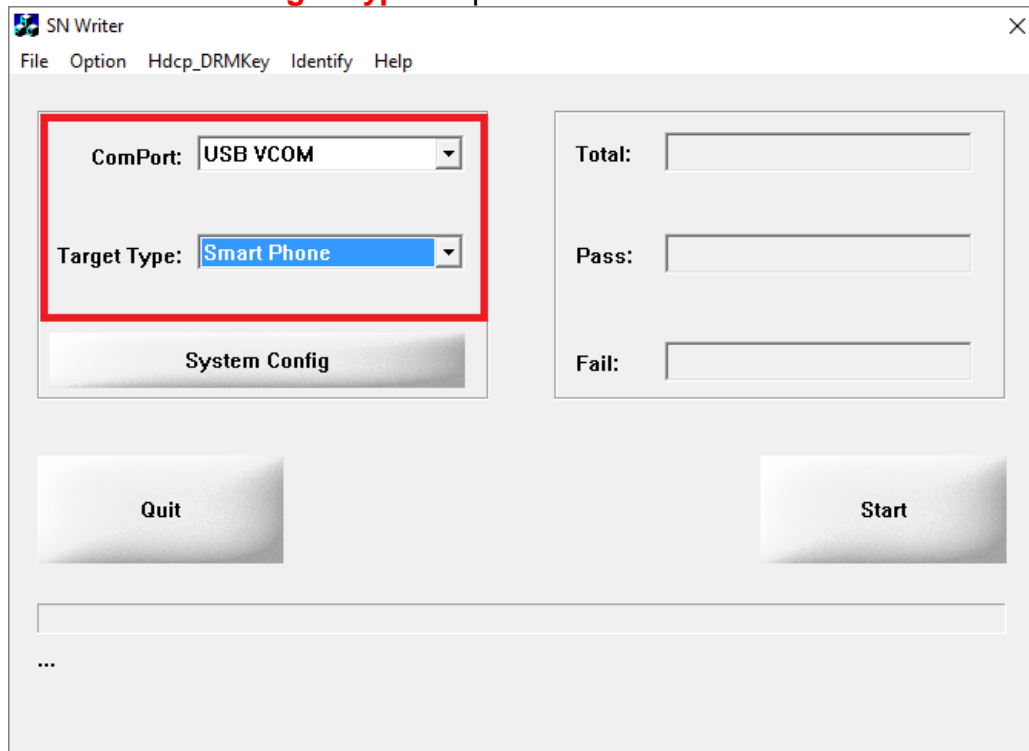 SN Writer
File Option Hdcp_DRMKey Identify Help
ComPort: USB VCOM
Total:
Target Type: Smart Phone
Pass:
System Config
Fail:
Quit
Start
...